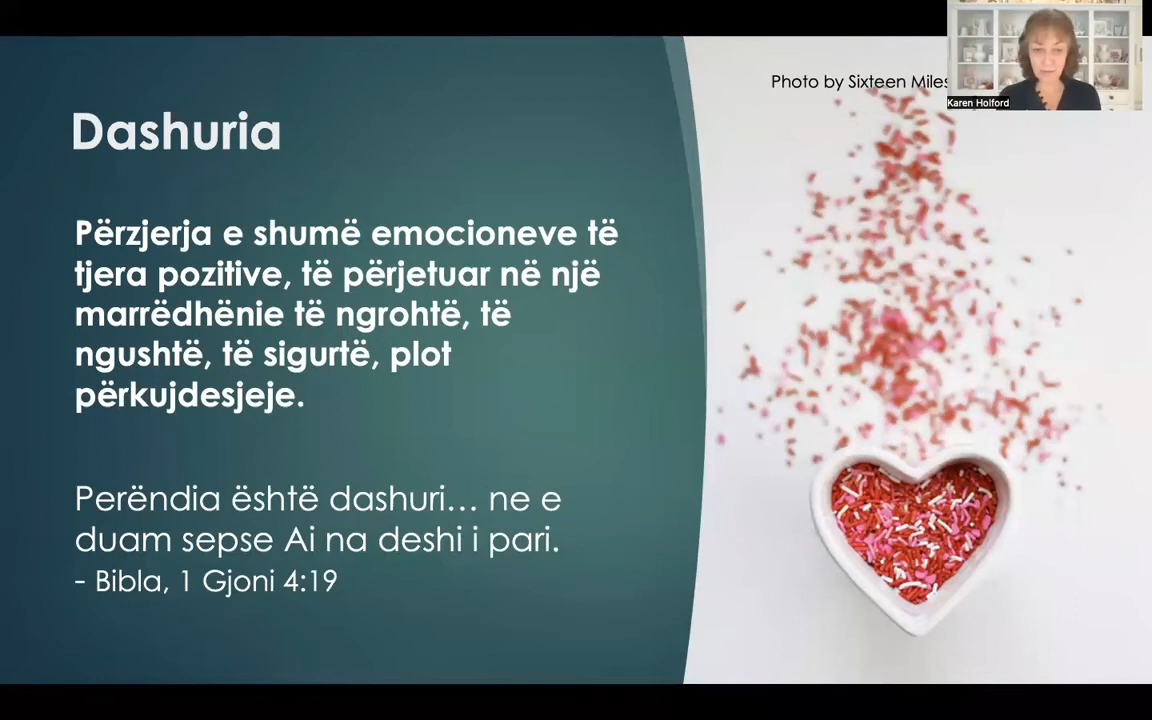 Photo by Sixteen Miles
Karen Holford
Dashuria
Përzjerja e shumë emocioneve të
tjera pozitive, të përjetuar në një
marrëdhënie të ngrohtë, të
ngushtë, të sigurtë, plot
përkujdesjeje.
Perëndia është dashuri… ne e
duam sepse Ai na deshi i pari.
- Bibla, 1 Gjoni 4:19